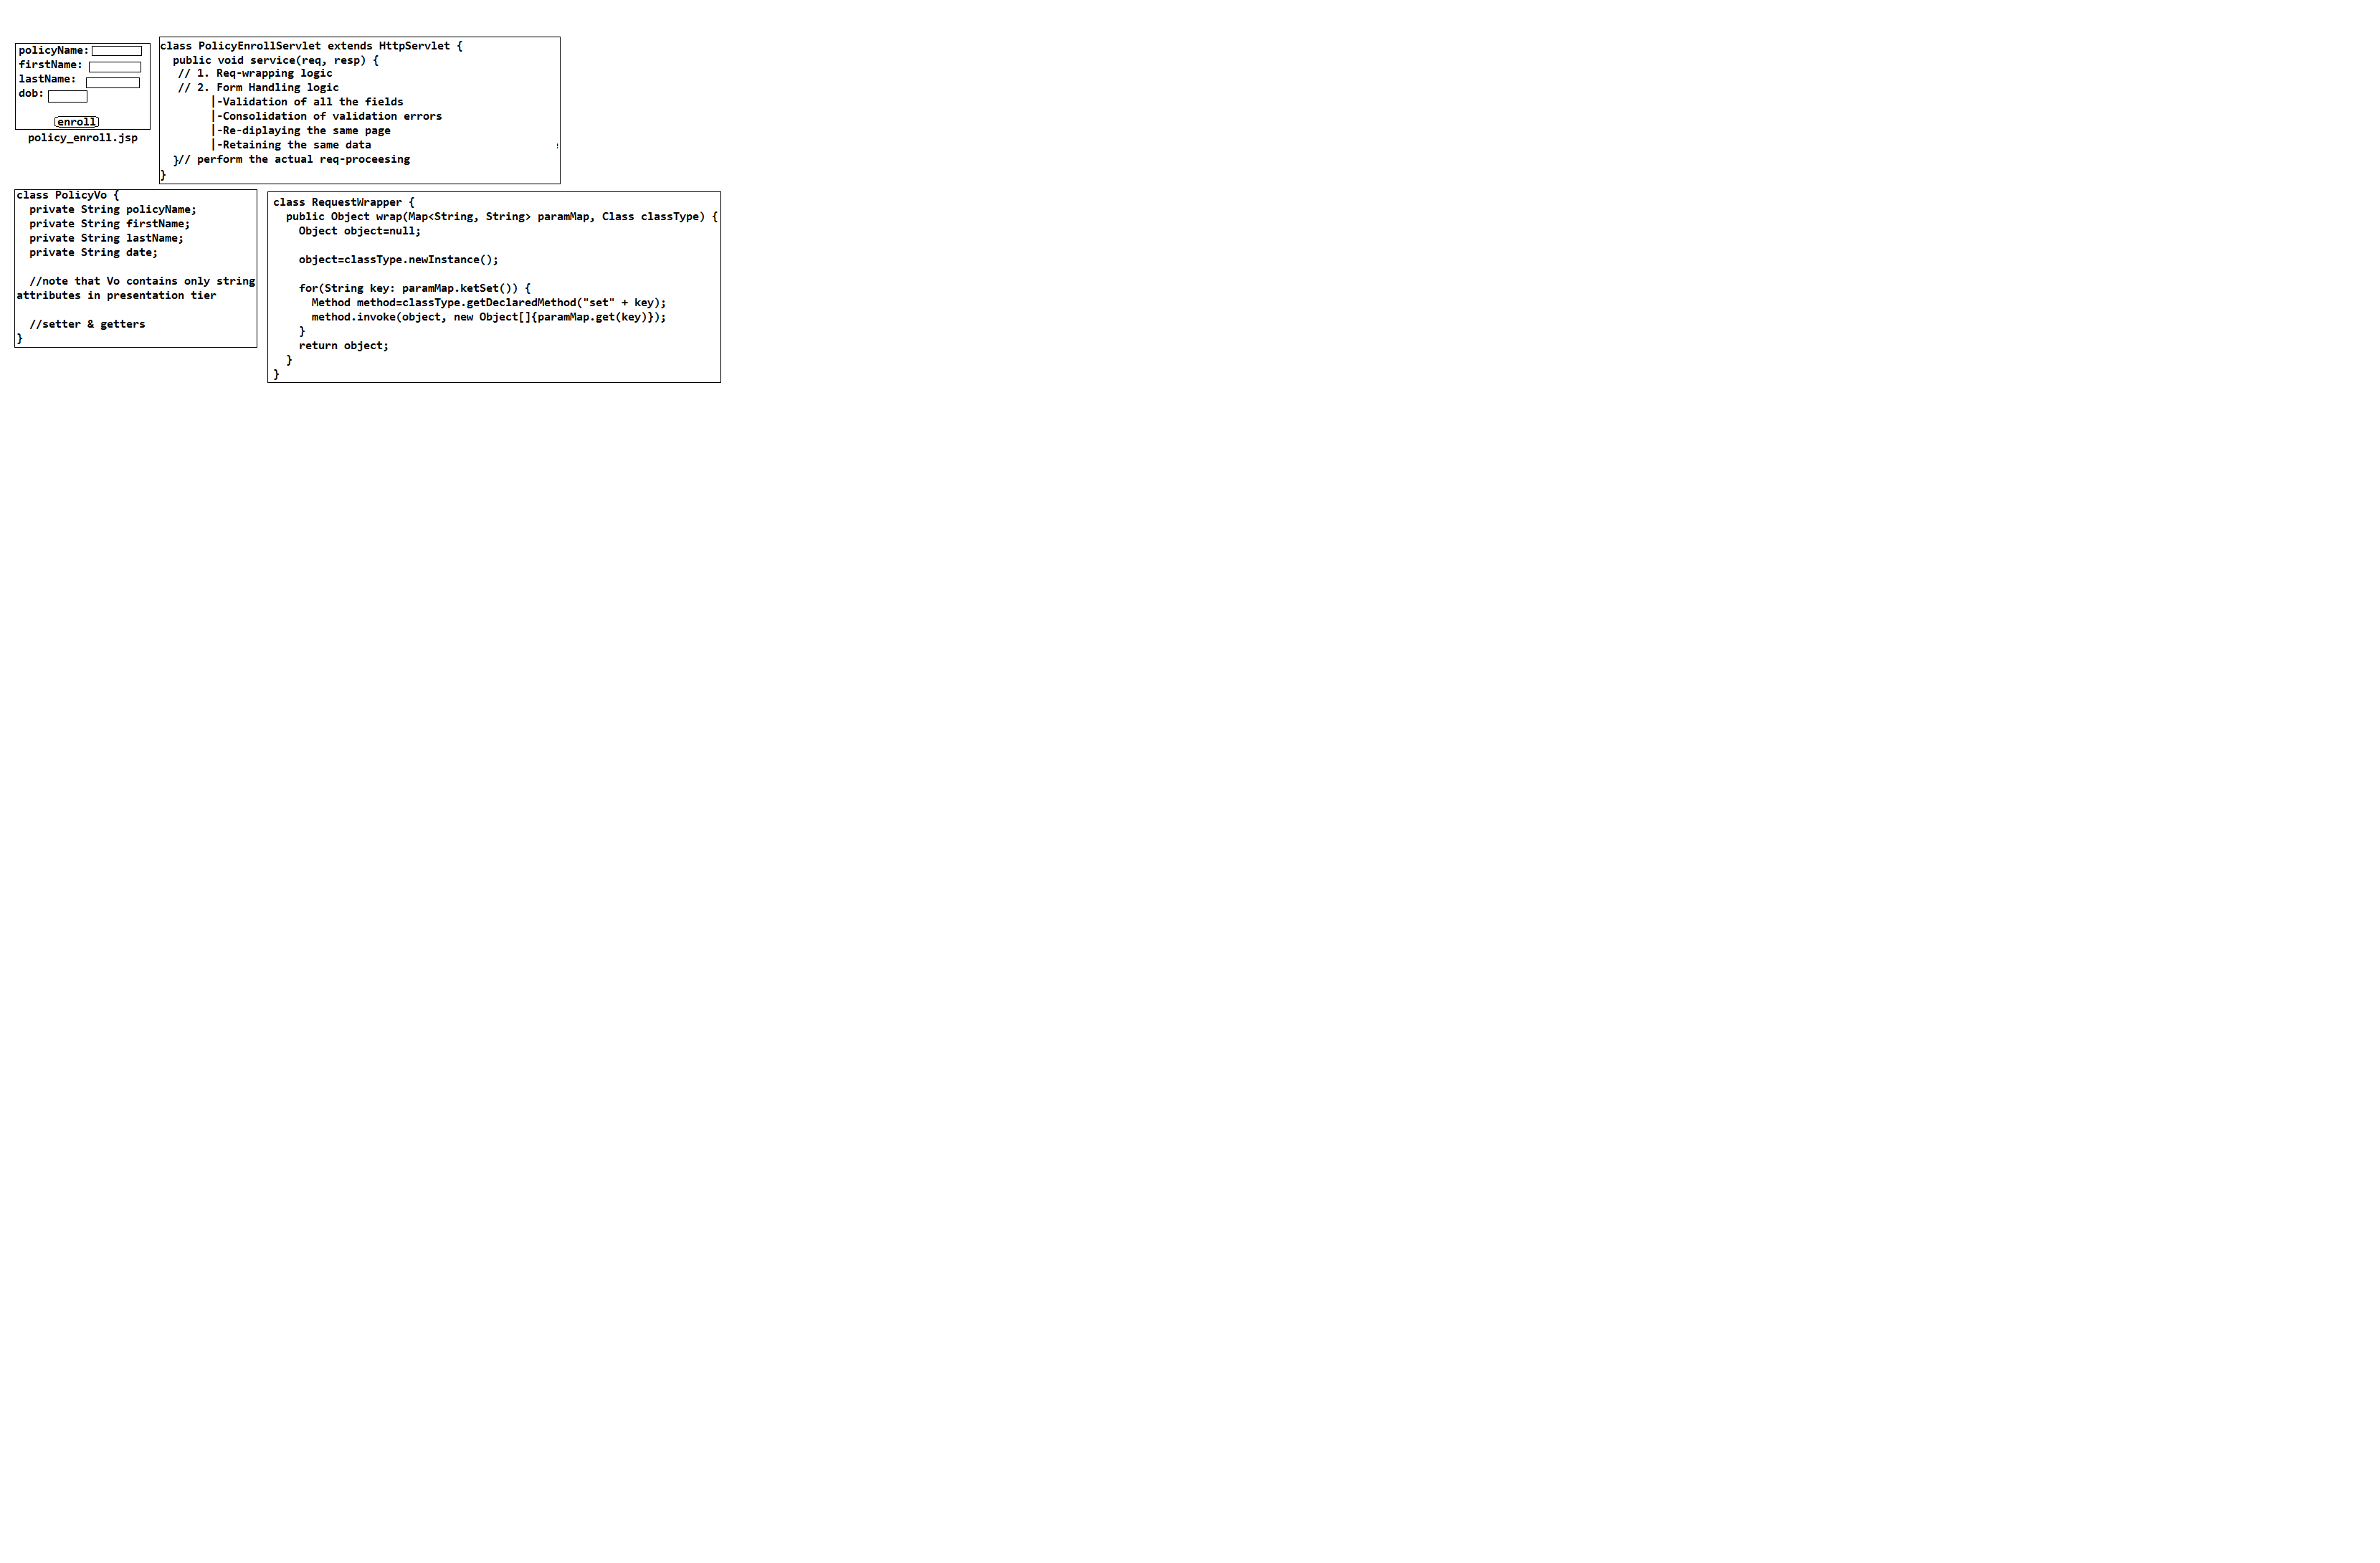 policyName:
firstName:
lastName:
dob:
enroll
policy_enroll.jsp
class PolicyEnrollServlet extends HttpServlet {
public void service(req, resp) {
// 1. Req-wrapping logic
// 2. Form Handling logic
|-Validation of all the fields
|-Consolidation of validation errors
|-Re-diplaying the same page
|-Retaining the same data
}// perform the actual req-proceesing
}
class PolicyVo {
private String policyName;
private String firstName;
private String lastName;
private String date;
//note that Vo contains only string
attributes in presentation tier
//setter & getters
}
class RequestWrapper {
public Object wrap(Map<String, String> paramMap, Class classType) {
Object object=null;
object=classType.newInstance();
for(String key: paramMap.ketSet()) {
Method method=classType.getDeclaredMethod("set" + key);
method.invoke(object, new Object[]{paramMap.get(key)});
}
return object;
}
}